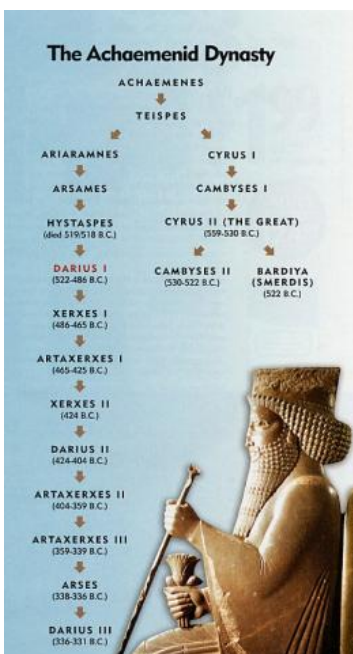 The Achaemenid Dynasty
ACHAEMENES
TEISPES
ARIARAMNES
ARSAMES
HYSTASPES
(died 519/518 B.C.)
DARIUS I
(522-486 B.C.)
XERXES I
(486-465 B.C.)
ARTAXERXES I
(465-425 B.C.)
XERXES II
(424 B.C.)
DARIUS II
(424-404 B.C.)
ARTAXERXES II
(404-359 B.C.)
ARTAXERXES III
(359-339 B.C.)
ARSES
(338-336 B.C.)
DARIUS III
(336-331 B.C.)
CYRUS I
CAMBYSES I
CYRUS II (THE GREAT)
(559-530 B.C.)
CAMBYSES II
(530-522 B.C.)
BARDIYA
(SMERDIS)
(522 B.C.)